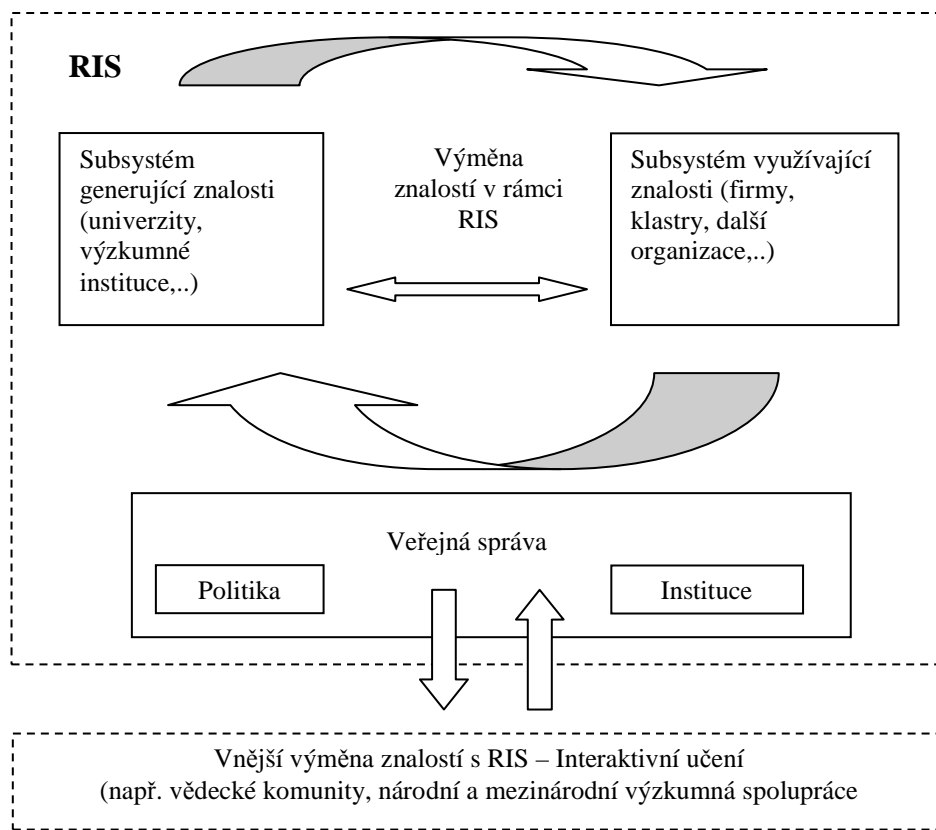 RIS
Subsystém
generující znalosti
(univerzity,
výzkumné
instituce,..)
Výměna
znalostí v rámci
RIS
Subsystém využívající
znalosti (firmy,
klastry, další
organizace,..)
Veřejná správa
Politika
Instituce
Vnější výměna znalostí s RIS – Interaktivní učení
(např. vědecké komunity, národní a mezinárodní výzkumná spolupráce